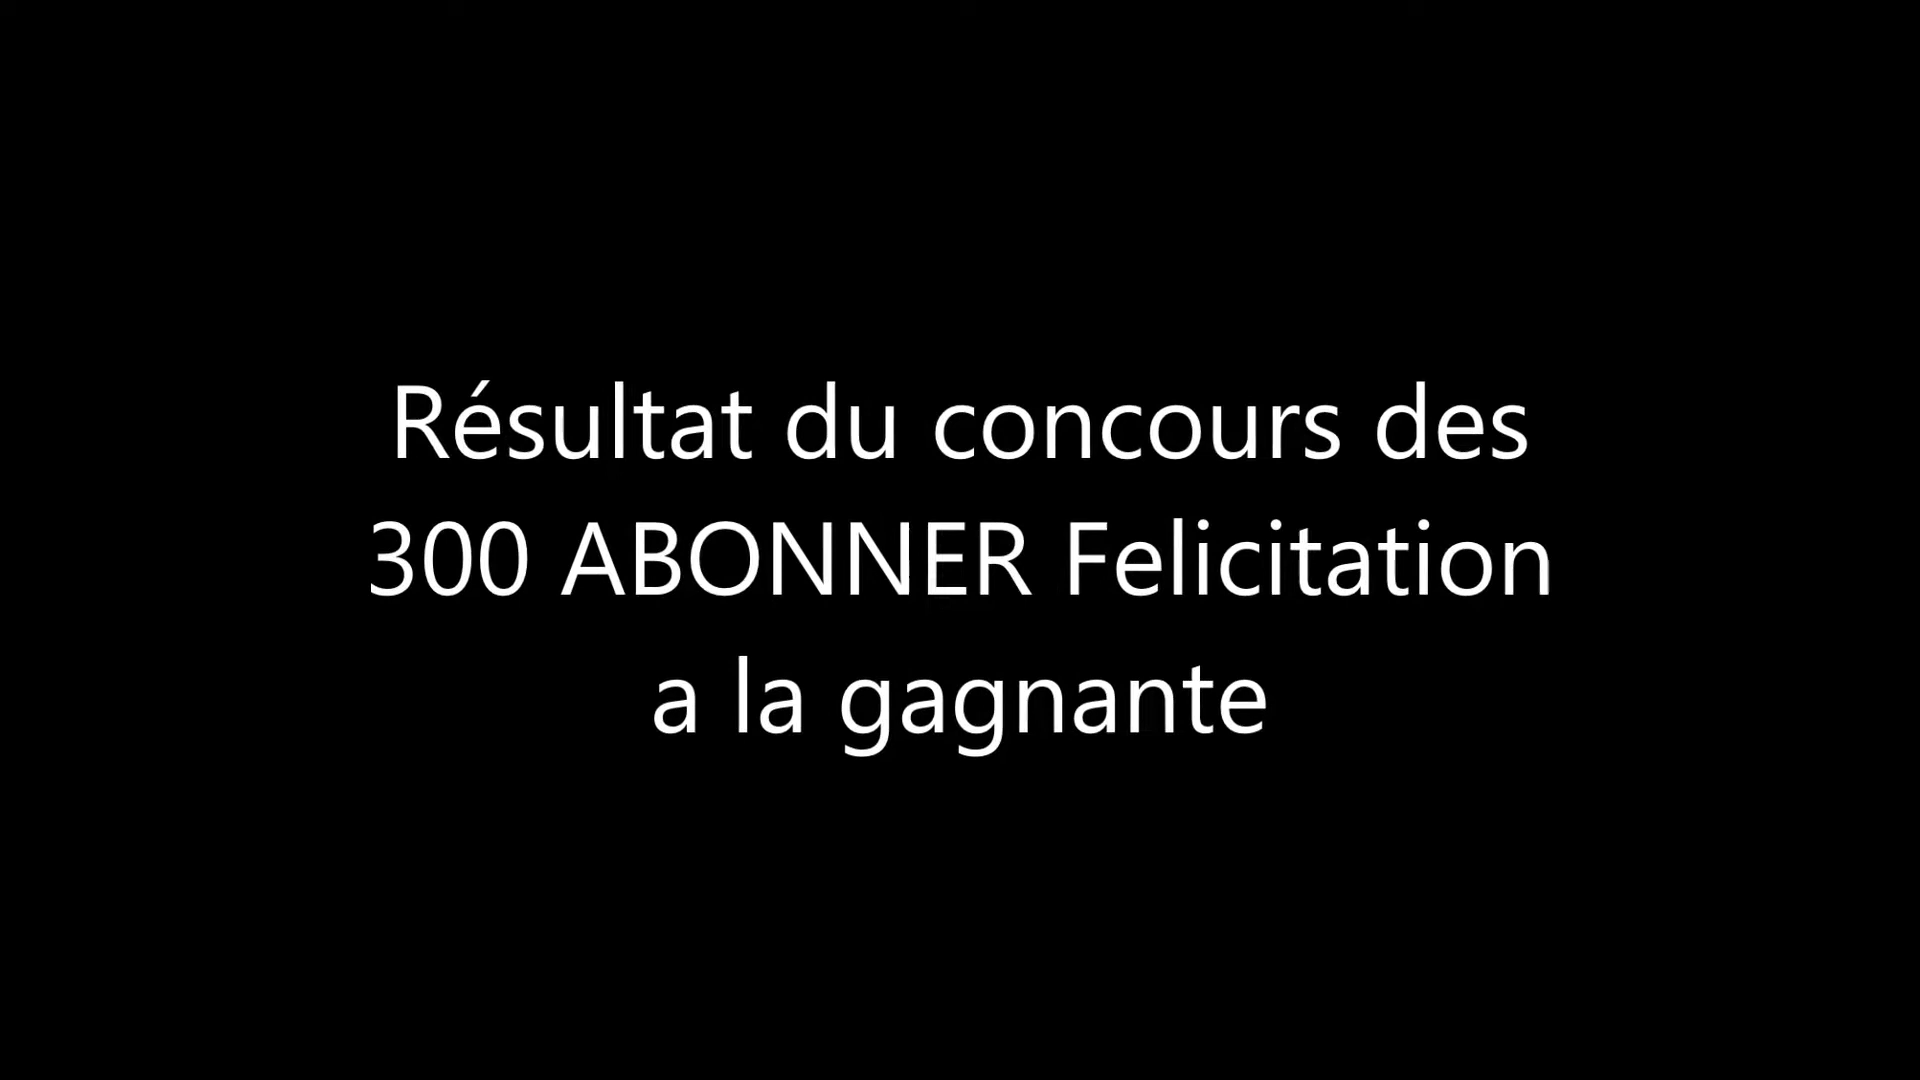 Résultat du concours des
300 ABONNER Felicitation
a la gagnante